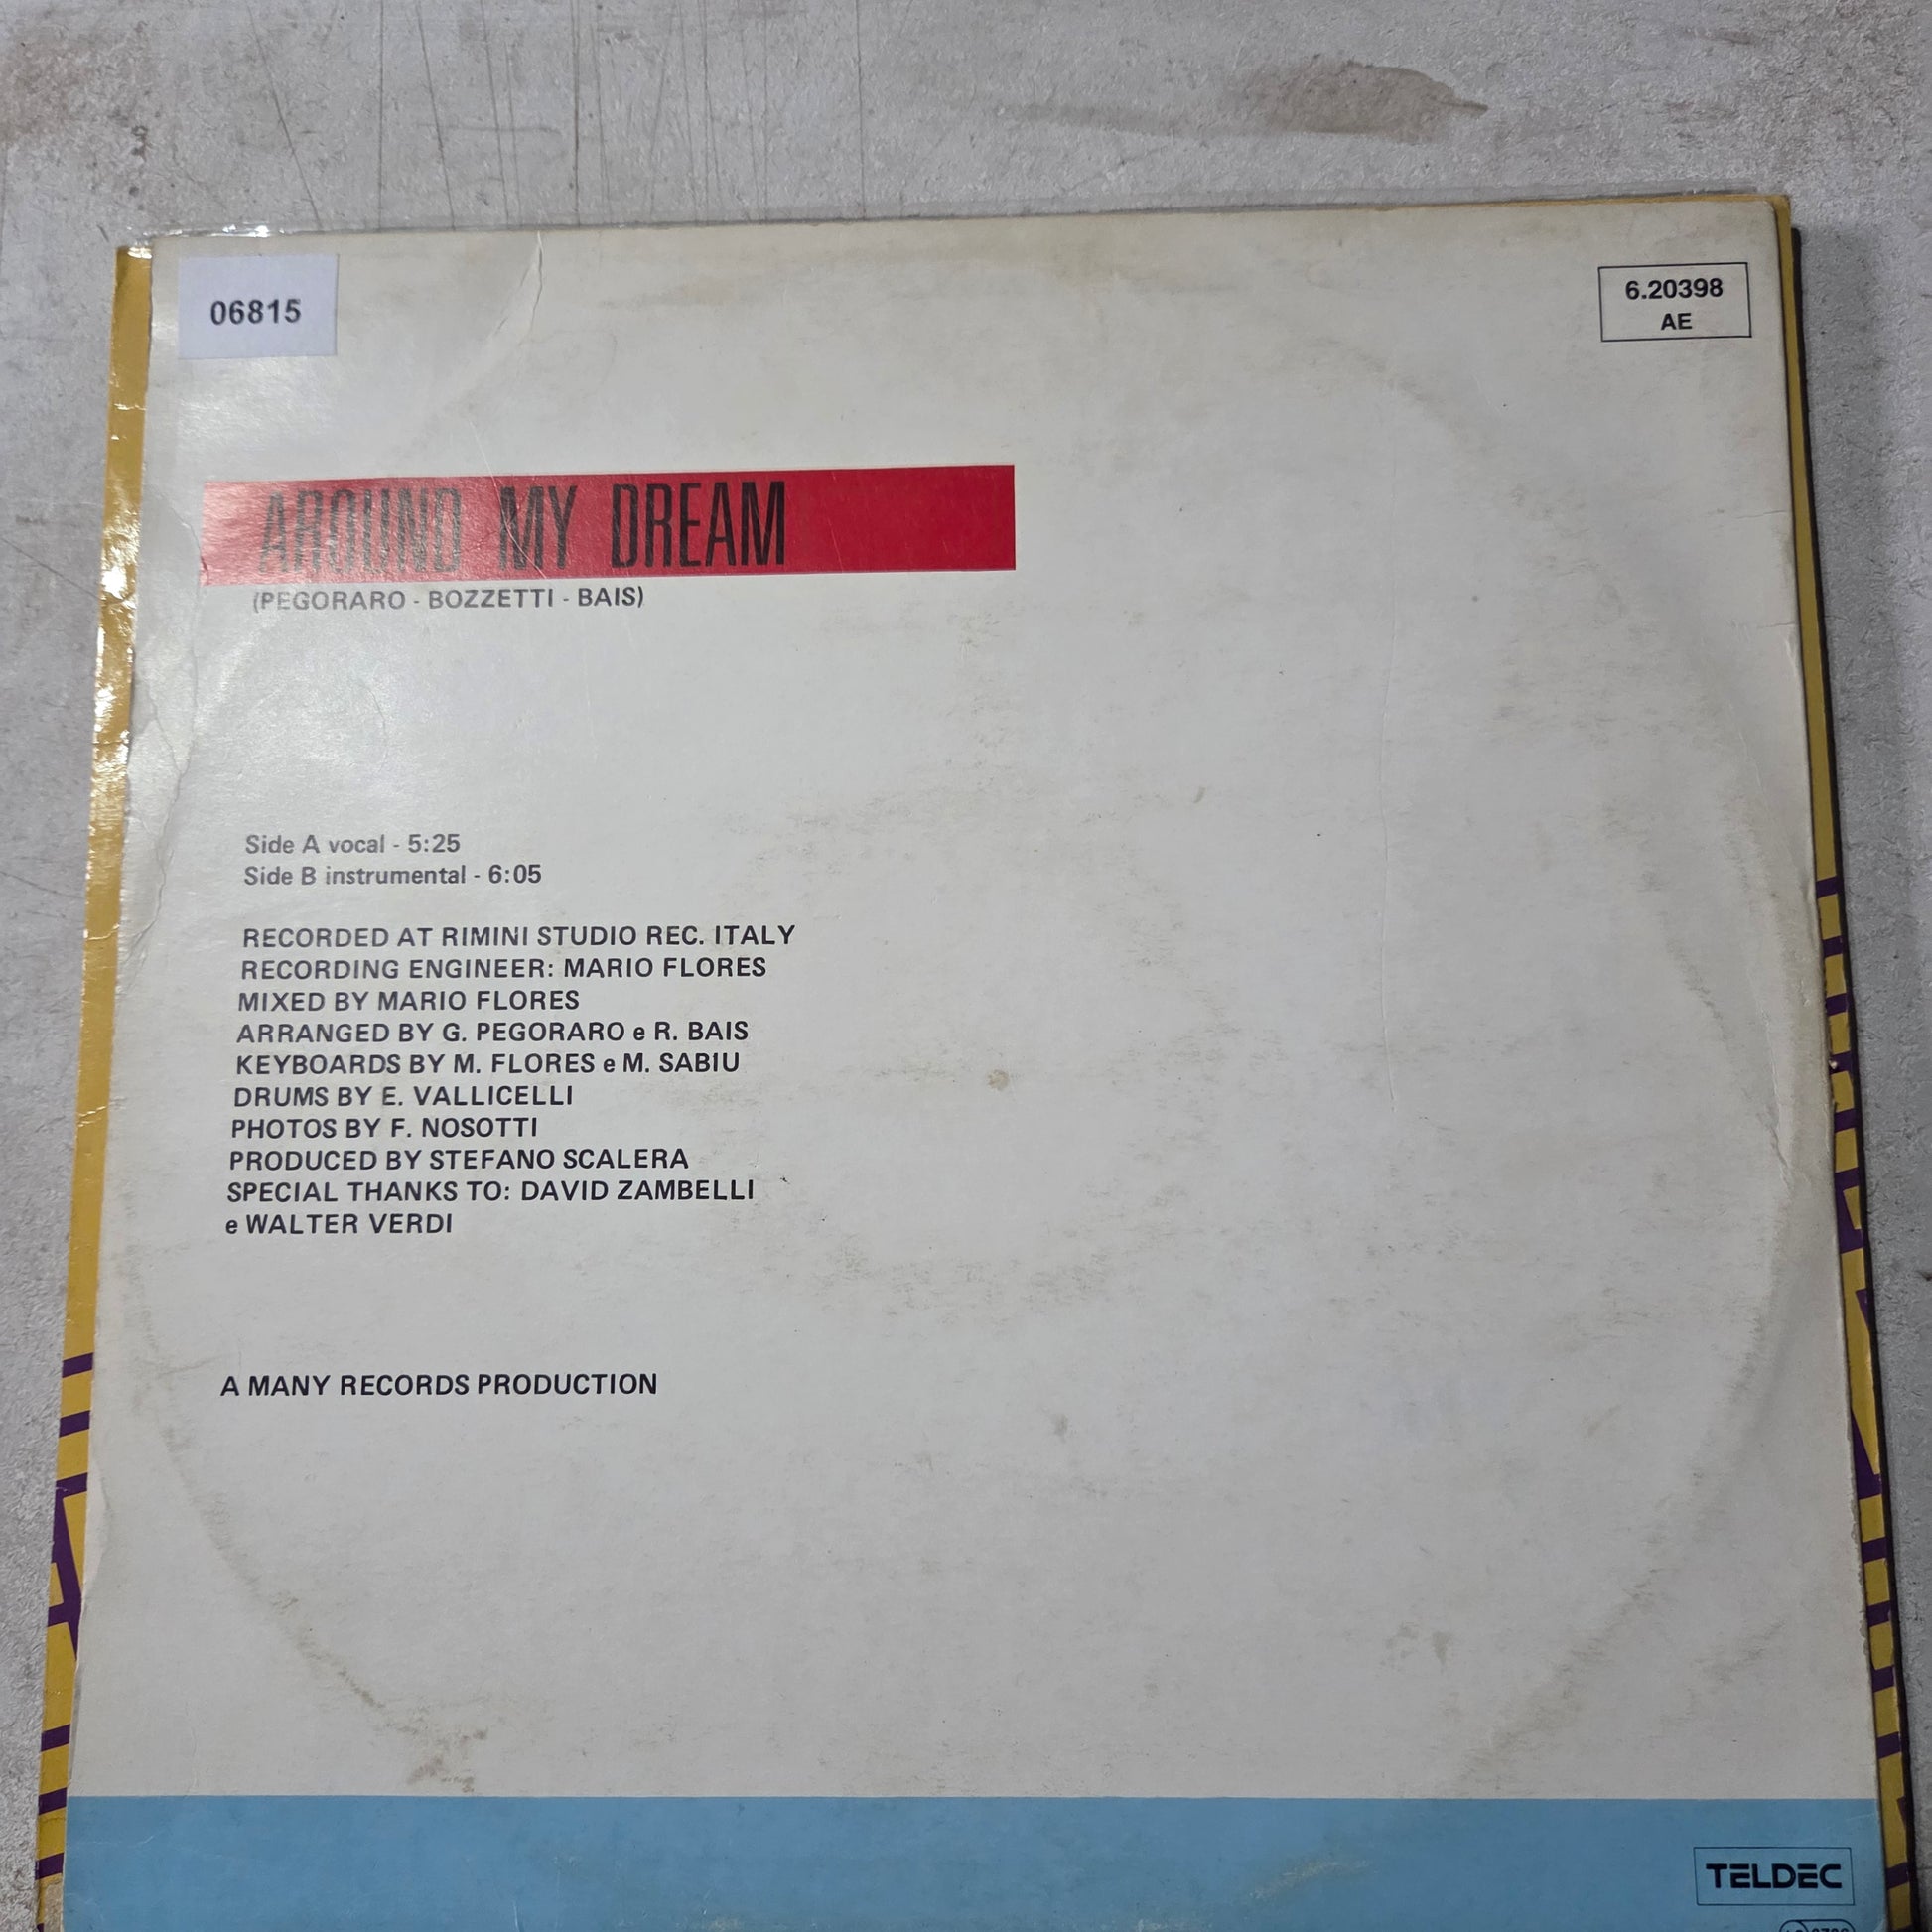 06815
6.20398
AE
AROUND MY DREAM
(PEGORARO - BOZZETTI - BAIS)
Side A vocal - 5:25
Side B instrumental - 6:05
RECORDED AT RIMINI STUDIO REC. ITALY
RECORDING ENGINEER: MARIO FLORES
MIXED BY MARIO FLORES
ARRANGED BY G. PEGORARO e R. BAIS
KEYBOARDS BY M. FLORES e M. SABIU
DRUMS BY E. VALLICELLI
PHOTOS BY F. NOSOTTI
PRODUCED BY STEFANO SCALERA
SPECIAL THANKS TO: DAVID ZAMBELLI
e WALTER VERDI
A MANY RECORDS PRODUCTION
TELDEC